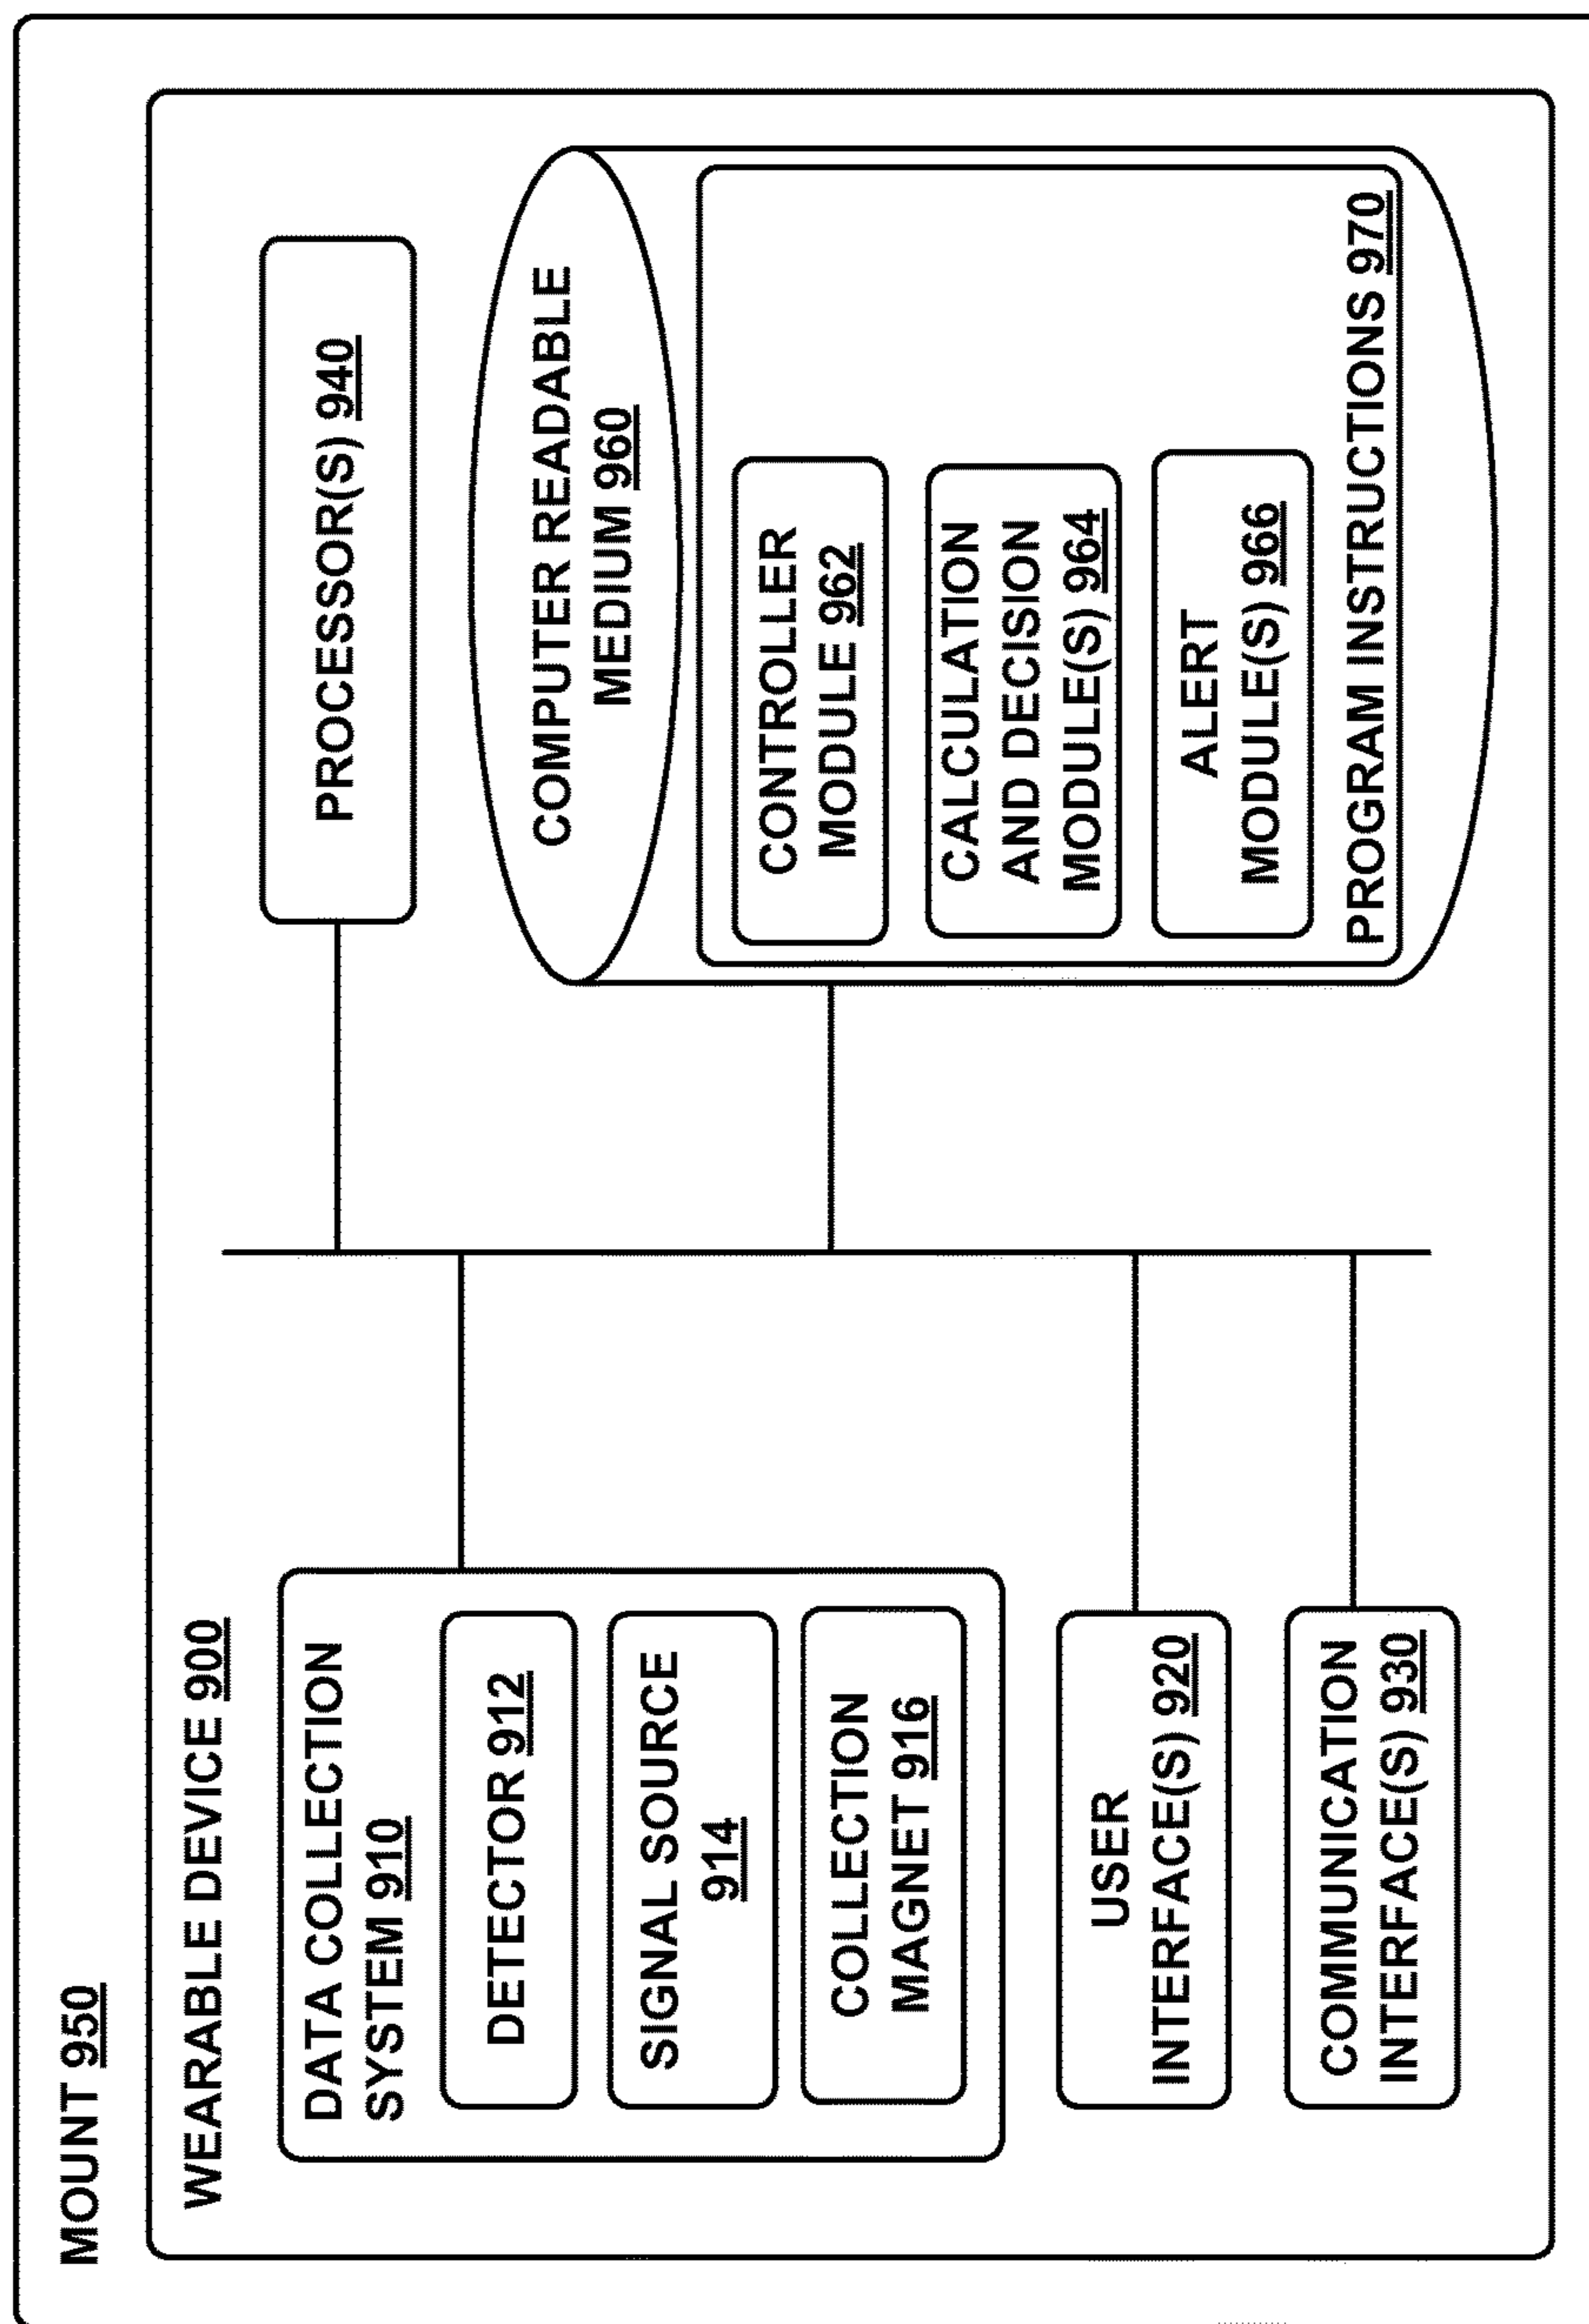 MOUNT 950
WEARABLE DEVICE 900
DATA COLLECTION
SYSTEM 910
DETECTOR 912
SIGNAL SOURCE
914
COLLECTION
MAGNET 916
USER
INTERFACE(S) 920
COMMUNICATION
INTERFACE(S) 930
PROCESSOR(S) 940
COMPUTER READABLE
MEDIUM 960
CONTROLLER
MODULE 962
CALCULATION
AND DECISION
MODULE(S) 964
ALERT
MODULE(S) 966
PROGRAM INSTRUCTIONS 970